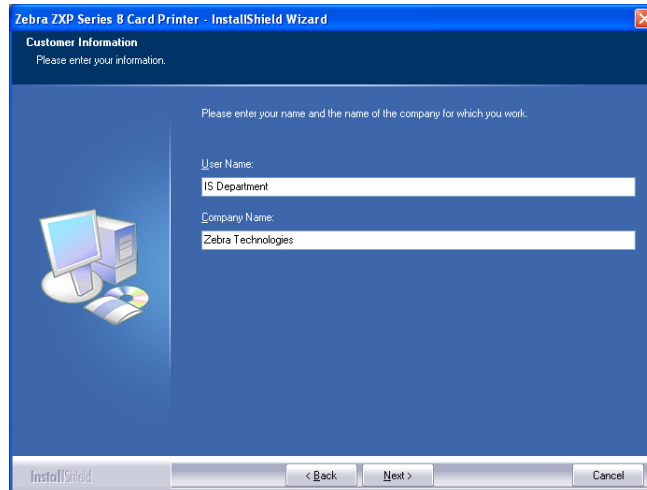 Zebra ZXP Series 8 Card Printer - InstallShield Wizard
Customer Information
Please enter your information.
Please enter your name and the name of the company for which you work.
User Name:
IS Department
Company Name:
Zebra Technologies
InstallShield
< Back
Next >
Cancel